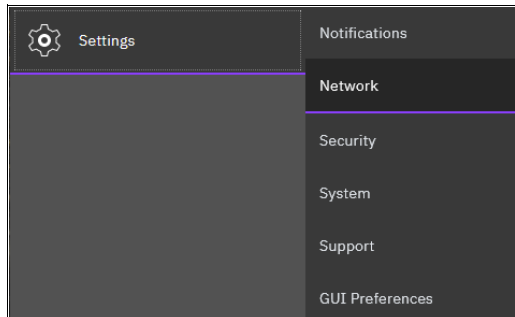 Settings
Notifications
Network
Security
System
Support
GUI Preferences